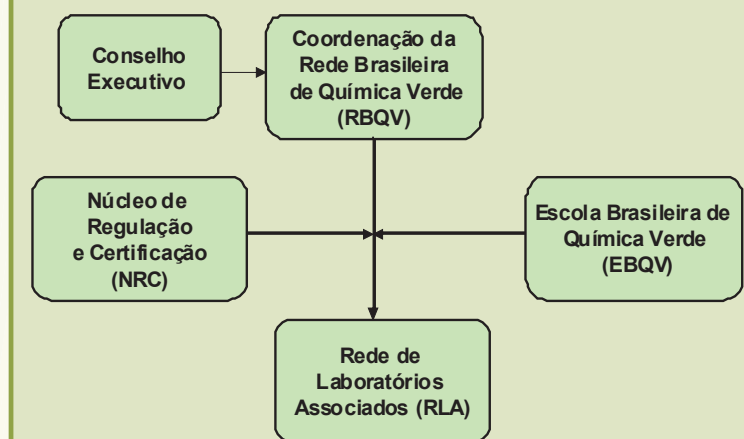 Conselho
Executivo
Coordenação da
Rede Brasileira
de Química Verde
(RBQV)
Núcleo de
Regulação
e Certificação
(NRC)
Escola Brasileira de
Química Verde
(EBQV)
Rede de
Laboratórios
Associados (RLA)